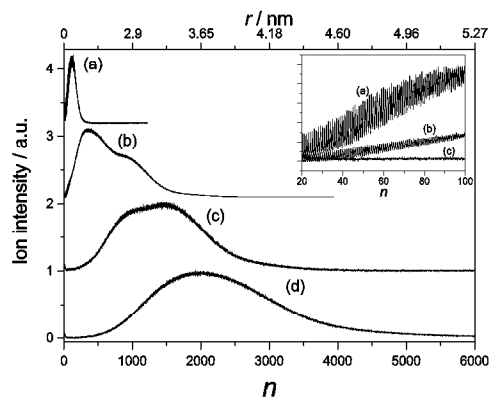 r / nm
0 2.9 3.65 4.18 4.60 4.96 5.27
Ion intensity / a.u.
4
3
2
1
0
(a)
(b)
(c)
(d)
(a)
(b)
(c)
20 40 60 80 100
n
0 1000 2000 3000 4000 5000 6000
n